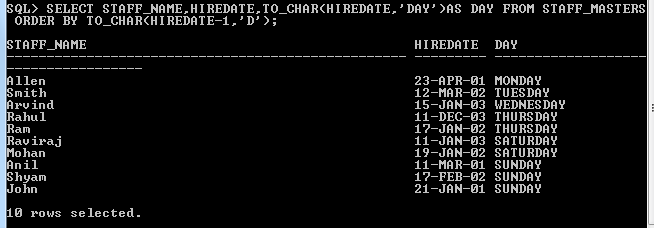 SQL> SELECT STAFF_NAME,HIREDATE,TO_CHAR(HIREDATE,'DAY')AS DAY FROM STAFF_MASTERS
ORDER BY TO_CHAR(HIREDATE-1,'D');
STAFF_NAME HIREDATE DAY
Allen 23-APR-01 MONDAY
Smith 12-MAR-02 TUESDAY
Arvind 15-JAN-03 WEDNESDAY
Rahul 11-DEC-03 THURSDAY
Ram 17-JAN-02 THURSDAY
Raviraj 11-JAN-03 SATURDAY
Mohan 19-JAN-02 SATURDAY
Anil 11-MAR-01 SUNDAY
Shyam 17-FEB-02 SUNDAY
John 21-JAN-01 SUNDAY
10 rows selected.